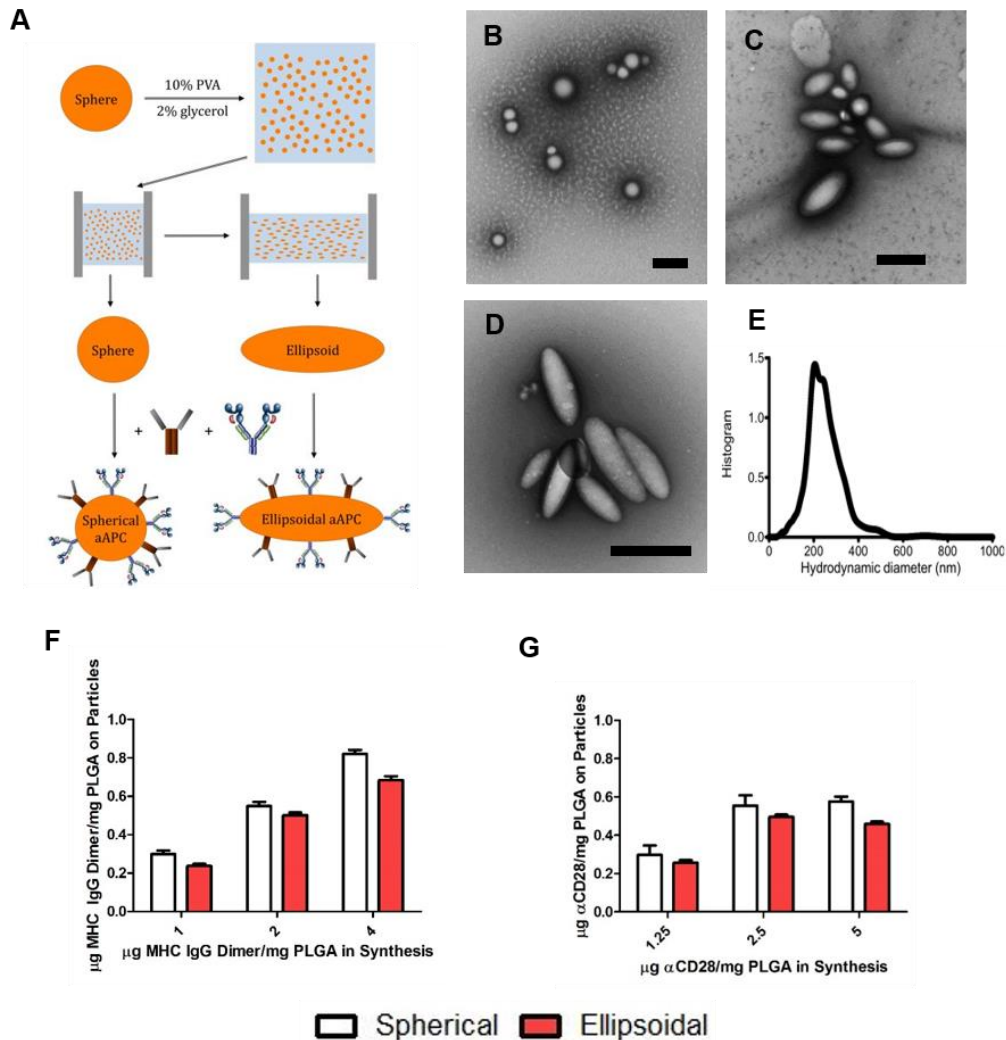 A
Sphere
10% PVA
2% glycerol
Sphere
Ellipsoid
+
+
Spherical
aAPC
Ellipsoidal aAPC
B
C
D
E
Histogram
1.5
1.0
0.5
0.0
0
200
400
600
800
1000
Hydrodynamic diameter (nm)
F
μg MHC IgG Dimer/mg PLGA on Particles
1.0
0.8
0.6
0.4
0.2
0.0
1
2
4
μg MHC IgG Dimer/mg PLGA in Synthesis
G
μg αCD28/mg PLGA on Particles
1.0
0.8
0.6
0.4
0.2
0.0
1.25
2.5
5
μg αCD28/mg PLGA in Synthesis
Spherical
Ellipsoidal